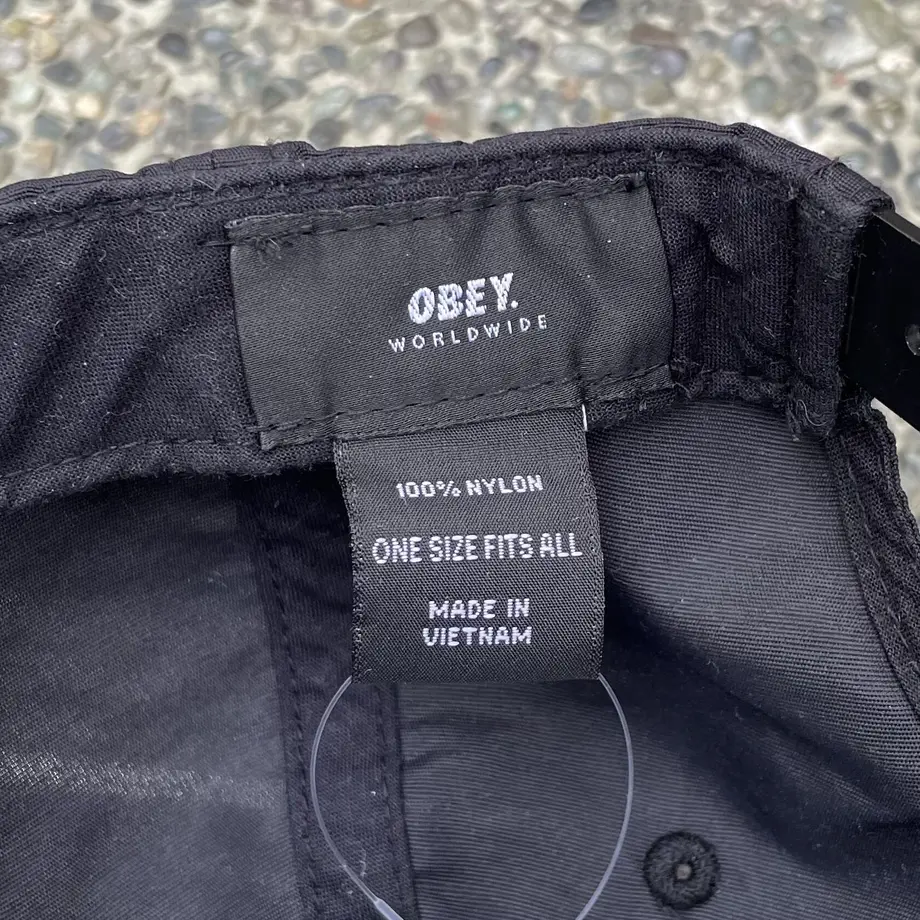 OBEY.
WORLDWIDE
100% NYLON
ONE SIZE FITS ALL
MADE IN
VIETNAM